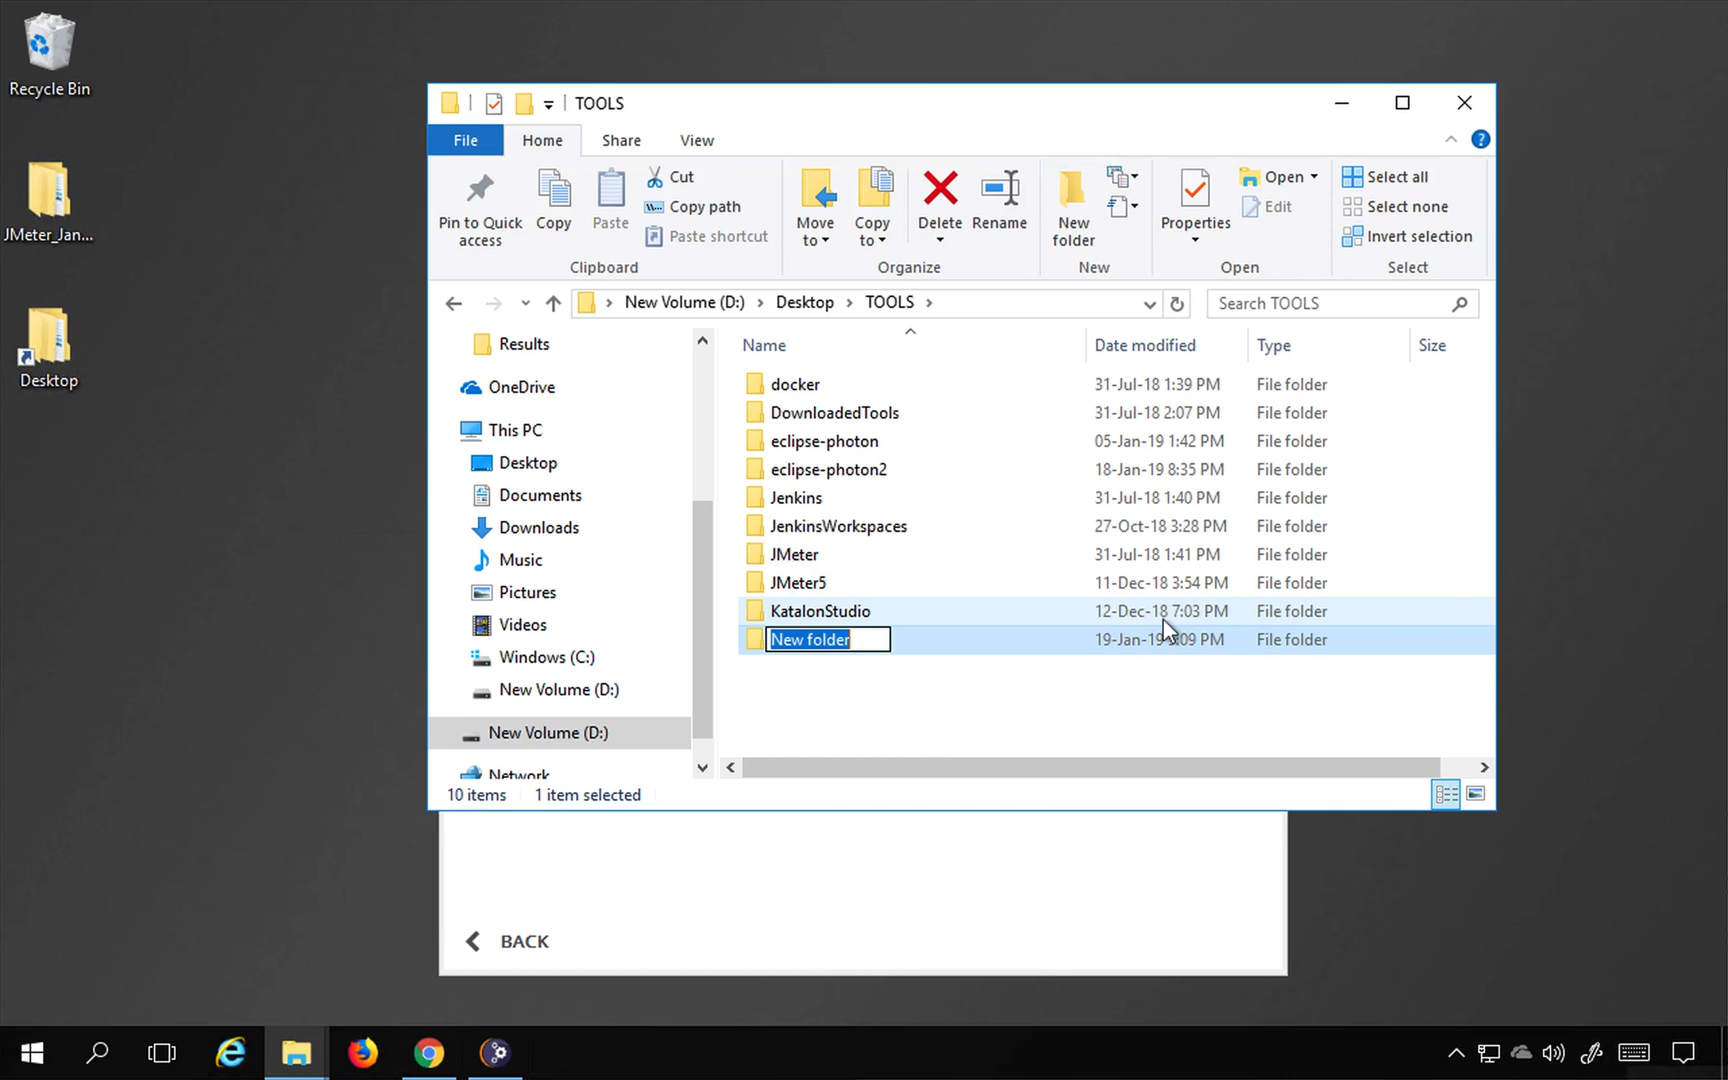 Recycle Bin
JMeter_Jan...
Desktop
TOOLS
File
Home
Share
View
Pin to Quick access
Copy
Paste
Cut
Copy path
Paste shortcut
Clipboard
Move to
Copy to
Delete
Rename
Organize
New folder
New
Properties
Open
Edit
Open
Select all
Select none
Invert selection
Select
New Volume (D:)
Desktop
TOOLS
Search TOOLS
Results
OneDrive
This PC
Desktop
Documents
Downloads
Music
Pictures
Videos
Windows (C:)
New Volume (D:)
New Volume (D:)
Network
Name Date modified Type Size
docker 31-Jul-18 1:39 PM File folder
DownloadedTools 31-Jul-18 2:07 PM File folder
eclipse-photon 05-Jan-19 1:42 PM File folder
eclipse-photon2 18-Jan-19 8:35 PM File folder
Jenkins 31-Jul-18 1:40 PM File folder
JenkinsWorkspaces 27-Oct-18 3:28 PM File folder
JMeter 31-Jul-18 1:41 PM File folder
JMeter5 11-Dec-18 3:54 PM File folder
KatalonStudio 12-Dec-18 7:03 PM File folder
New folder 19-Jan-19 PM File folder
10 items 1 item selected
BACK